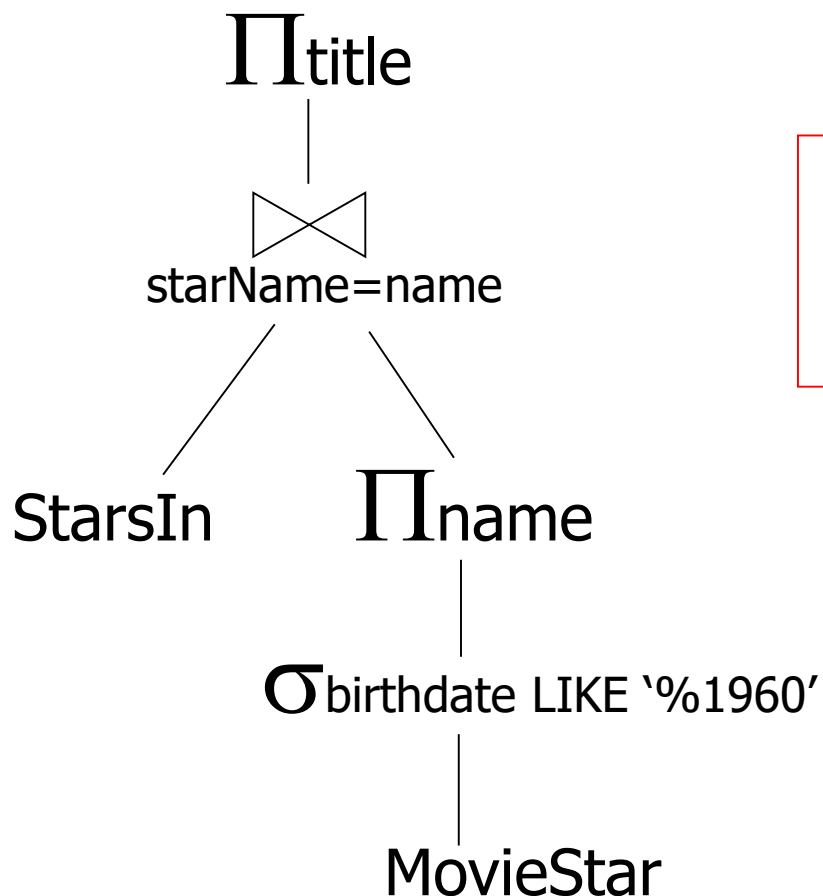 Πtitle
starName=name
StarsIn Πname
σbirthdate LIKE ‘%1960’
MovieStar